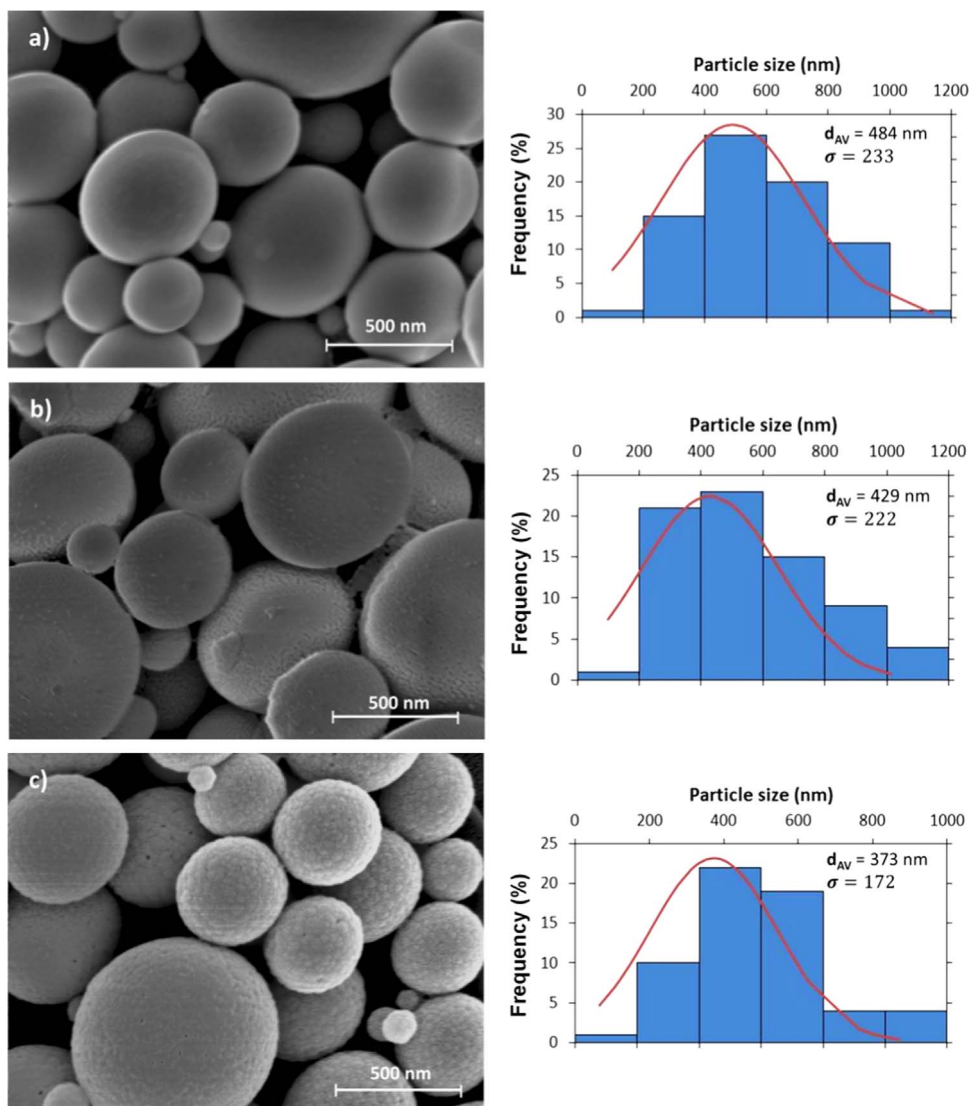 a)
500 nm
Particle size (nm)
0 200 400 600 800 1000 1200
30
25
20
15
10
5
0
Frequency (%)
dAV = 484 nm
σ = 233
b)
500 nm
Particle size (nm)
0 200 400 600 800 1000 1200
25
20
15
10
5
0
Frequency (%)
dAV = 429 nm
σ = 222
c)
500 nm
Particle size (nm)
0 200 400 600 800 1000
25
20
15
10
5
0
Frequency (%)
dAV = 373 nm
σ = 172